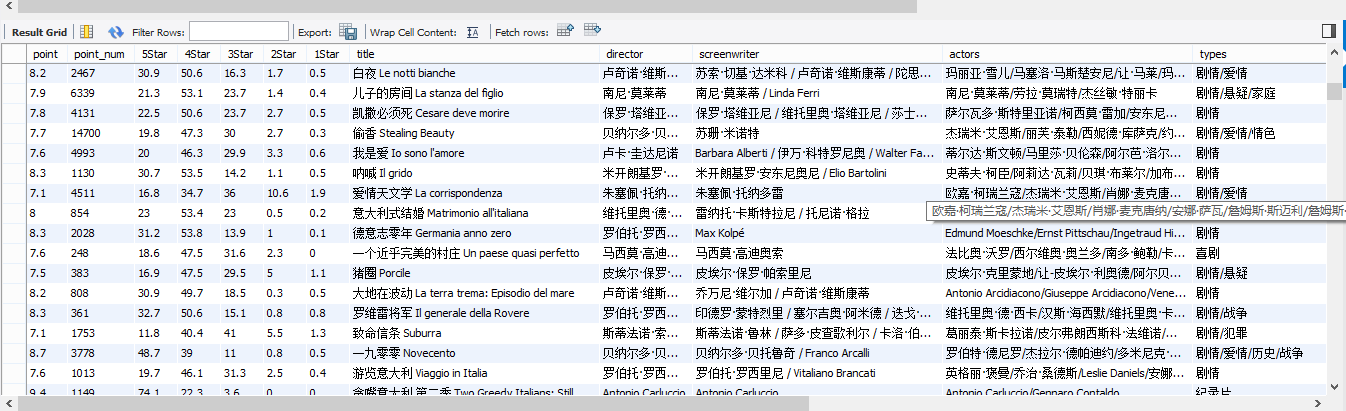 Result Grid Filter Rows: Export: Wrap Cell Content: Fetch rows:
point point_num 5Star 4Star 3Star 2Star 1Star title director screenwriter actors types
8.2 2467 30.9 50.6 16.3 1.7 0.5 白夜 Le notti bianche 卢奇诺·维斯... 苏索·切基·达米科 / 卢奇诺·维斯康蒂 / 陀思... 玛丽亚·雪儿/马塞洛·马斯楚安尼/让·马莱/玛... 剧情/爱情
7.9 6339 21.3 53.1 23.7 1.4 0.4 儿子的房间 La stanza del figlio 南尼·莫莱蒂 南尼·莫莱蒂 / Linda Ferri 南尼·莫莱蒂/劳拉·莫瑞特/杰丝敏·特丽卡 剧情/悬疑/家庭
7.8 4131 22.5 50.6 23.7 2.7 0.5 凯撒必须死 Cesare deve morire 保罗·塔维亚... 保罗·塔维亚尼 / 维托里奥·塔维亚尼 / 莎士... 萨尔瓦多·斯特里亚诺/柯西莫·雷加/安东尼... 剧情
7.7 14700 19.8 47.3 30 2.7 0.3 偷香 Stealing Beauty 贝纳尔多·贝... 苏珊·米诺特 杰瑞米·艾恩斯/丽芙·泰勒/西妮德·库萨克/约... 剧情/爱情/情色
7.6 4993 20 46.3 29.9 3.3 0.6 我是爱 Io sono l'amore 卢卡·圭达尼诺 Barbara Alberti / 伊万·科特罗尼奥 / Walter Fa... 蒂尔达·斯文顿/马里莎·贝伦森/阿尔芭·洛尔... 剧情
8.3 1130 30.7 53.5 14.2 1.1 0.5 呐喊 Il grido 米开朗基罗·... 米开朗基罗·安东尼奥尼 / Elio Bartolini 史蒂夫·柯臣/阿莉达·瓦莉/贝琪·布莱尔/加布... 剧情
7.1 4511 16.8 34.7 36 10.6 1.9 爱情天文学 La corrispondenza 朱塞佩·托纳... 朱塞佩·托纳多雷 欧嘉·柯瑞兰寇/杰瑞米·艾恩斯/肖娜·麦克唐... 剧情/爱情
8 854 23 53.4 23 0.5 0.2 意大利式结婚 Matrimonio all'italiana 维托里奥·德... 雷纳托·卡斯特拉尼 / 托尼诺·格拉
欧嘉·柯瑞兰寇/杰瑞米·艾恩斯/肖娜·麦克唐纳/安娜·萨瓦/詹姆斯·斯迈利/詹姆斯·
8.3 2028 31.2 53.8 13.9 1 0.1 德意志零年 Germania anno zero 罗伯托·罗西... Max Kolpé Edmund Moeschke/Ernst Pittschau/Ingetraud Hi... 剧情
7.6 248 18.6 47.5 31.6 2.3 0 一个近乎完美的村庄 Un paese quasi perfetto 马西莫·高迪... 马西莫·高迪奥索 法比奥·沃罗/西尔维奥·奥兰多/南多·鲍勒/卡... 喜剧
7.5 383 16.9 47.5 29.5 5 1.1 猪圈 Porcile 皮埃尔·保罗... 皮埃尔·保罗·帕索里尼 皮埃尔·克里蒙地/让-皮埃尔·利奥德/阿尔贝... 剧情/悬疑
8.2 808 30.9 49.7 18.5 0.3 0.5 大地在波动 La terra trema: Episodio del mare 卢奇诺·维斯... 乔万尼·维尔加 / 卢奇诺·维斯康蒂 Antonio Arcidiacono/Giuseppe Arcidiacono/Vene... 剧情
8.3 361 32.7 50.6 15.1 0.8 0.8 罗维雷将军 Il generale della Rovere 罗伯托·罗西... 印德罗·蒙特烈里 / 塞尔吉奥·阿米德 / 迭戈·... 维托里奥·德·西卡/汉斯·海西默/维托里奥·卡... 剧情/战争
7.1 1753 11.8 40.4 41 5.5 1.3 致命信条 Suburra 斯蒂法诺·索... 斯蒂法诺·鲁林 / 萨多·皮查歌利尔 / 卡洛·伯... 葛丽泰·斯卡拉诺/皮尔弗朗西斯科·法维诺/... 剧情/犯罪
8.7 3778 48.7 39 11 0.8 0.5 一九零零 Novecento 贝纳尔多·贝... 贝纳尔多·贝托鲁奇 / Franco Arcalli 罗伯特·德尼罗/杰拉尔·德帕迪约/多米尼克·... 剧情/爱情/历史/战争
7.6 1013 19.7 46.1 31.3 2.5 0.4 游览意大利 Viaggio in Italia 罗伯托·罗西... 罗伯托·罗西里尼 / Vitaliano Brancati 英格丽·褒曼/乔治·桑德斯/Leslie Daniels/安娜... 剧情
9.4 1149 74.1 22.3 3.6 0 0 贪嘴意大利 第二季 Two Greedy Italians: Still... Antonio Carluccio Antonio Carluccio Antonio Carluccio/Gennaro Contaldo 纪录片